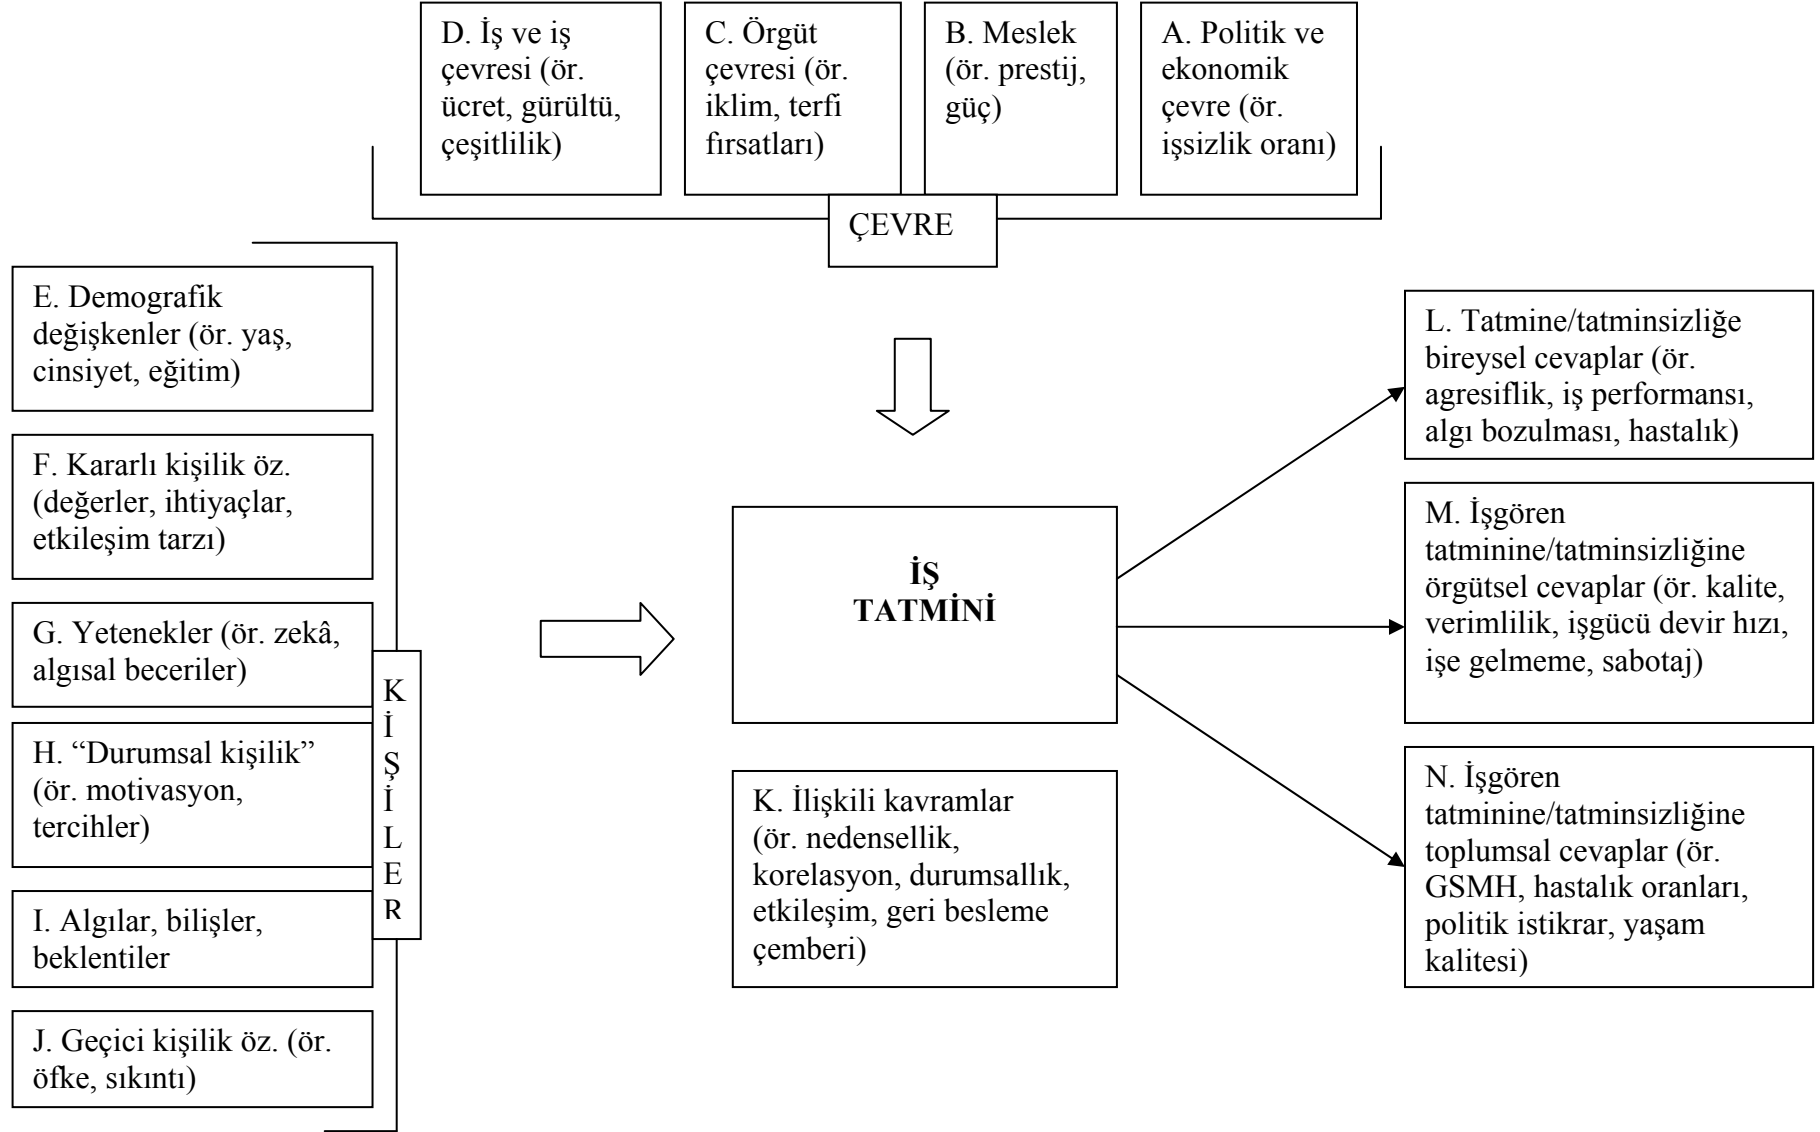 D. İş ve iş
çevresi (ör.
ücret, gürültü,
çeşitlilik)
C. Örgüt
çevresi (ör.
iklim, terfi
fırsatları)
B. Meslek
(ör. prestij,
güç)
A. Politik ve
ekonomik
çevre (ör.
işsizlik oranı)
ÇEVRE
E. Demografik
değişkenler (ör. yaş,
cinsiyet, eğitim)
F. Kararlı kişilik öz.
(değerler, ihtiyaçlar,
etkileşim tarzı)
G. Yetenekler (ör. zekâ,
algısal beceriler)
H. “Durumsal kişilik”
(ör. motivasyon,
tercihler)
I. Algılar, bilişler,
beklentiler
J. Geçici kişilik öz. (ör.
öfke, sıkıntı)
K
İ
Ş
İ
L
E
R
İŞ
TATMİNİ
K. İlişkili kavramlar
(ör. nedensellik,
korelasyon, durumsallık,
etkileşim, geri besleme
çemberi)
L. Tatmine/tatminsizliğe
bireysel cevaplar (ör.
agresiflik, iş performansı,
algı bozulması, hastalık)
M. İşgören
tatminine/tatminsizliğine
örgütsel cevaplar (ör. kalite,
verimlilik, işgücü devir hızı,
işe gelmeme, sabotaj)
N. İşgören
tatminine/tatminsizliğine
toplumsal cevaplar (ör.
GSMH, hastalık oranları,
politik istikrar, yaşam
kalitesi)